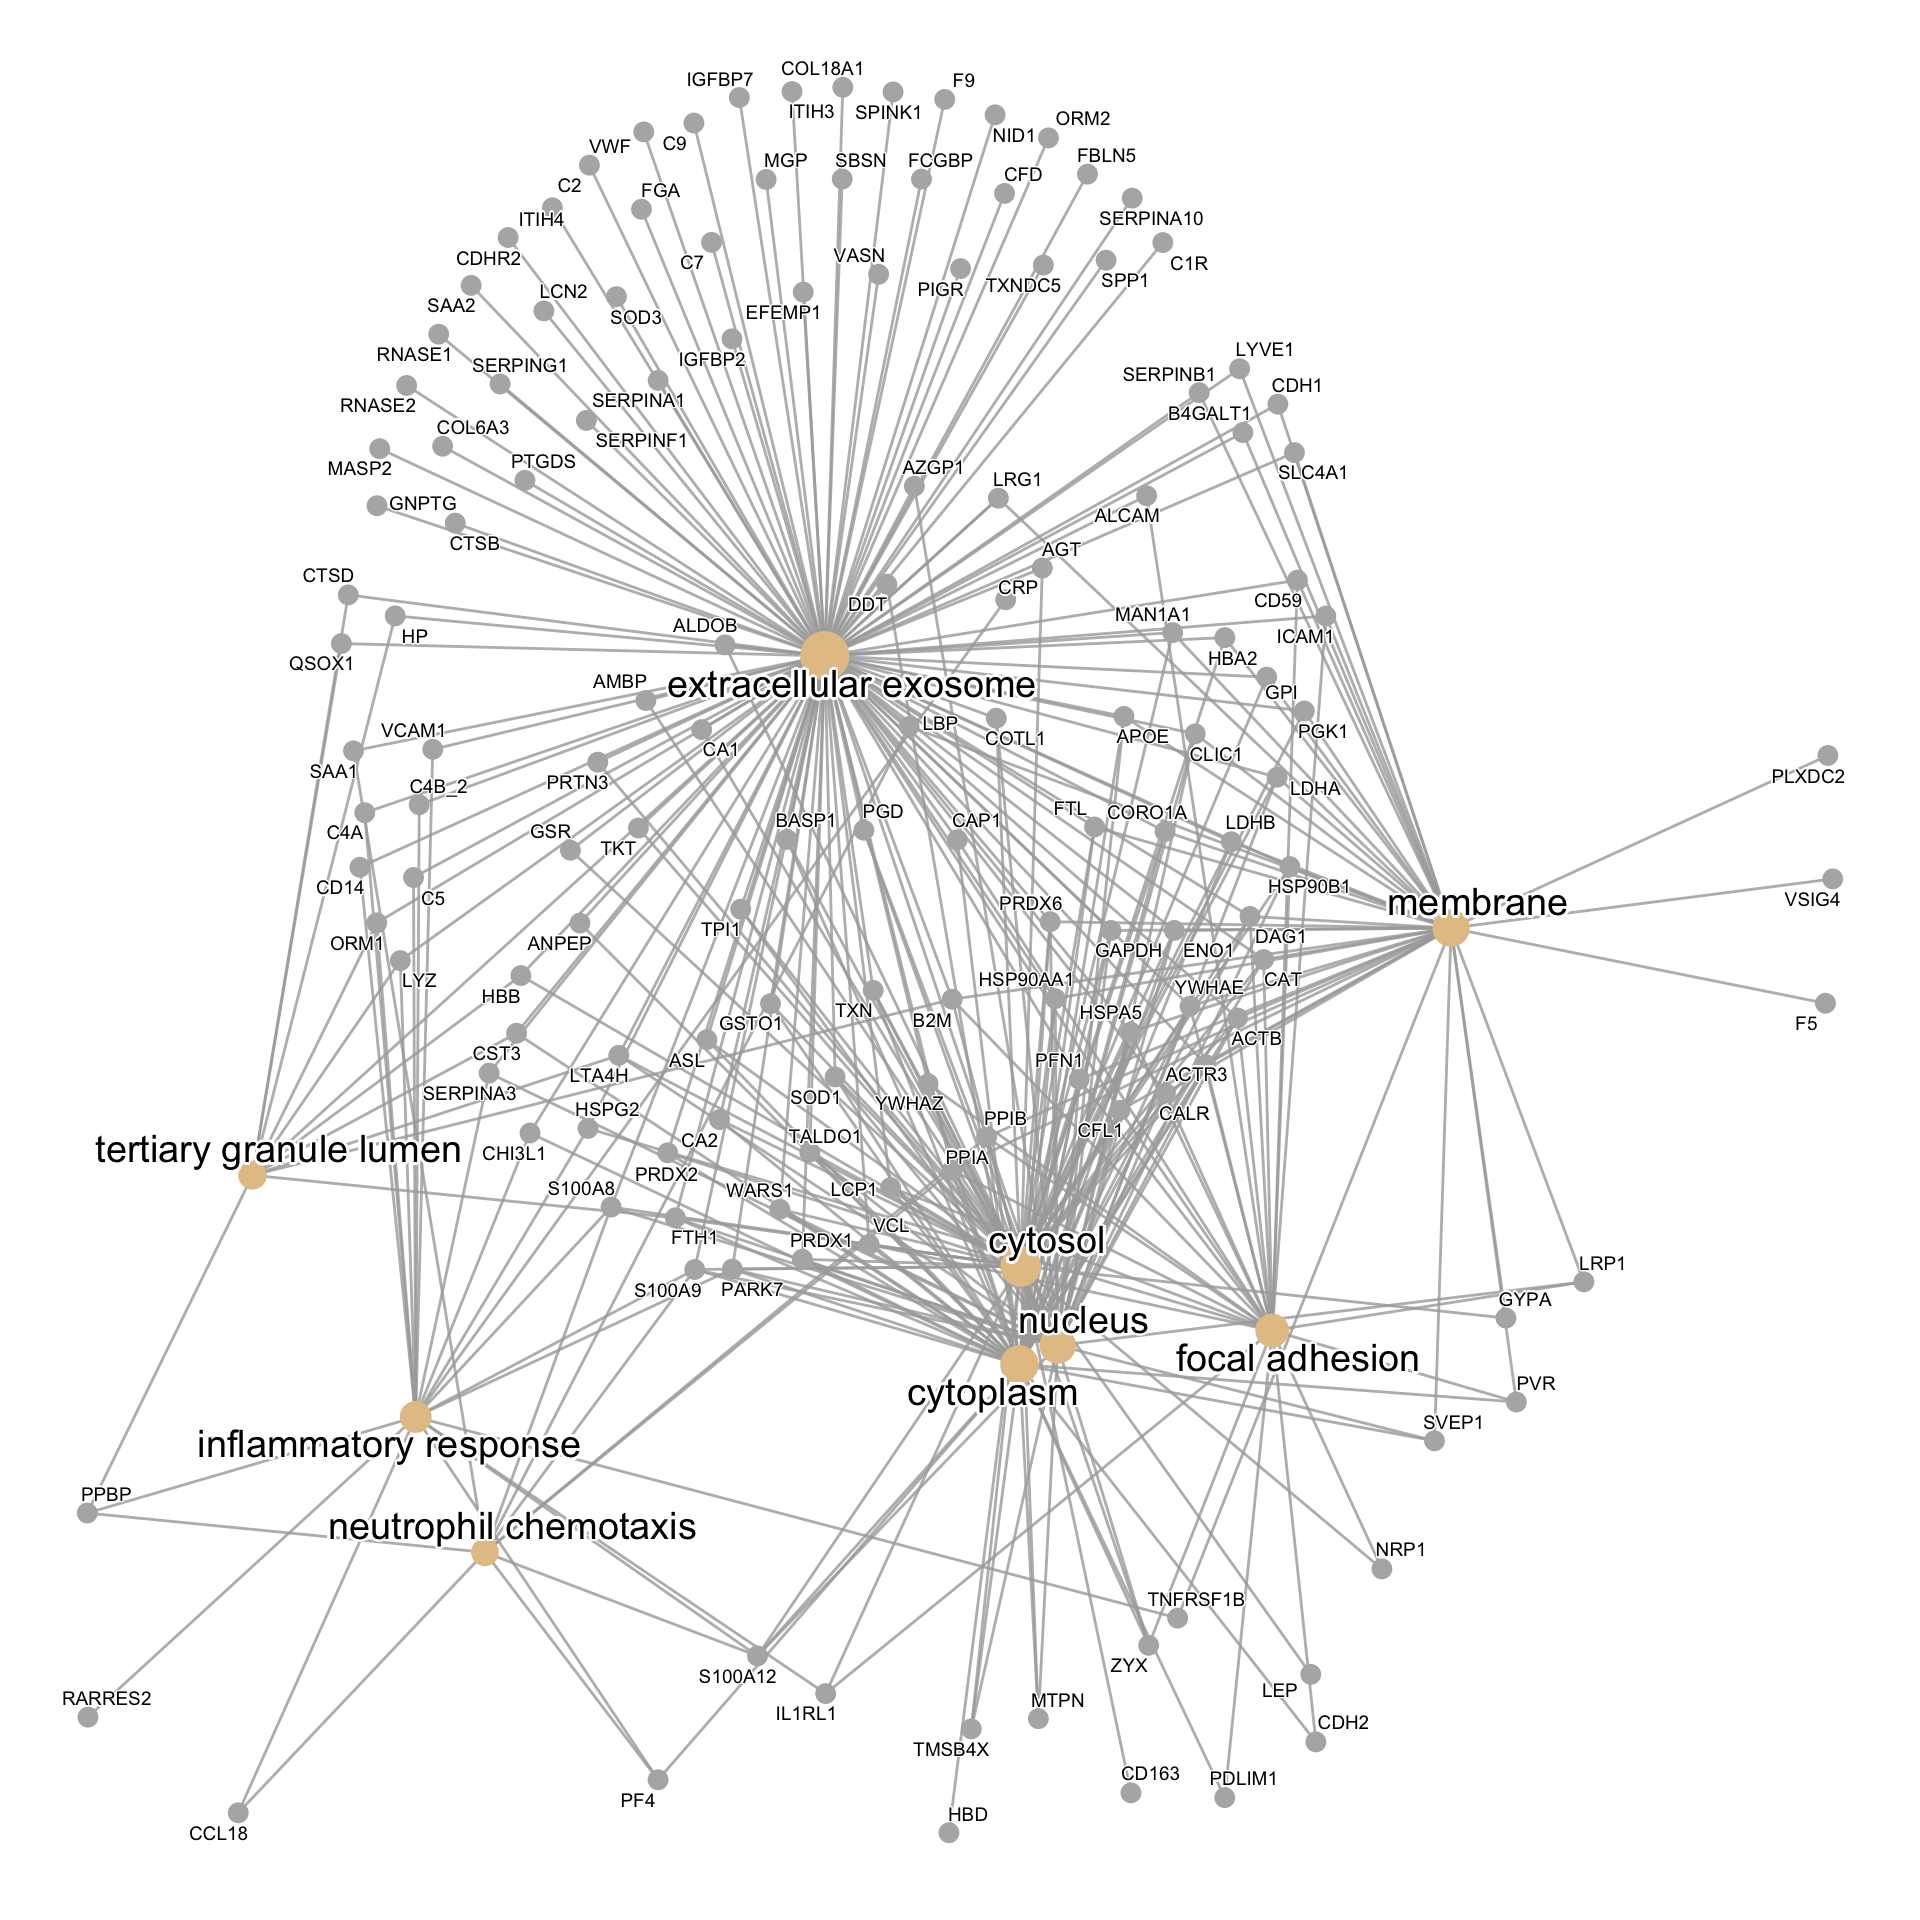 COL18A1
IGFBP7
F9
ITIH3
SPINK1
ORM2
NID1
C9
VWF
FBLN5
MGP
SBSN
FCGBP
CFD
C2
FGA
ITIH4
SERPINA10
CDHR2
C7
VASN
C1R
SPP1
PIGR
TXNDC5
LCN2
SAA2
SOD3
EFEMP1
LYVE1
RNASE1
IGFBP2
SERPING1
SERPINB1
CDH1
RNASE2
SERPINA1
B4GALT1
COL6A3
SERPINF1
MASP2
PTGDS
AZGP1
LRG1
SLC4A1
GNPTG
ALCAM
CTSB
AGT
CTSD
CRP
DDT
CD59
MAN1A1
ALDOB
HP
ICAM1
QSOX1
HBA2
AMBP
extracellular exosome
GPI
VCAM1
LBP
PGK1
COTL1
APOE
CA1
CLIC1
SAA1
PLXDC2
PRTN3
C4B_2
LDHA
FTL
CORO1A
PGD
BASP1
CAP1
LDHB
C4A
GSR
TKT
CD14
HSP90B1
C5
VSIG4
membrane
PRDX6
TPI1
ORM1
ANPEP
DAG1
GAPDH
ENO1
LYZ
HSP90AA1
CAT
YWHAE
HBB
TXN
B2M
HSPA5
GSTO1
F5
ACTB
CST3
ASL
PFN1
LTA4H
ACTR3
SERPINA3
SOD1
YWHAZ
HSPG2
CALR
PPIB
CFL1
TALDO1
CA2
tertiary granule lumen
CHI3L1
PPIA
PRDX2
S100A8
WARS1
LCP1
VCL
FTH1
PRDX1
cytosol
LRP1
S100A9
PARK7
GYPA
nucleus
focal adhesion
PVR
cytoplasm
SVEP1
inflammatory response
PPBP
neutrophil chemotaxis
NRP1
TNFRSF1B
ZYX
S100A12
LEP
RARRES2
MTPN
IL1RL1
CDH2
TMSB4X
CD163
PDLIM1
PF4
HBD
CCL18